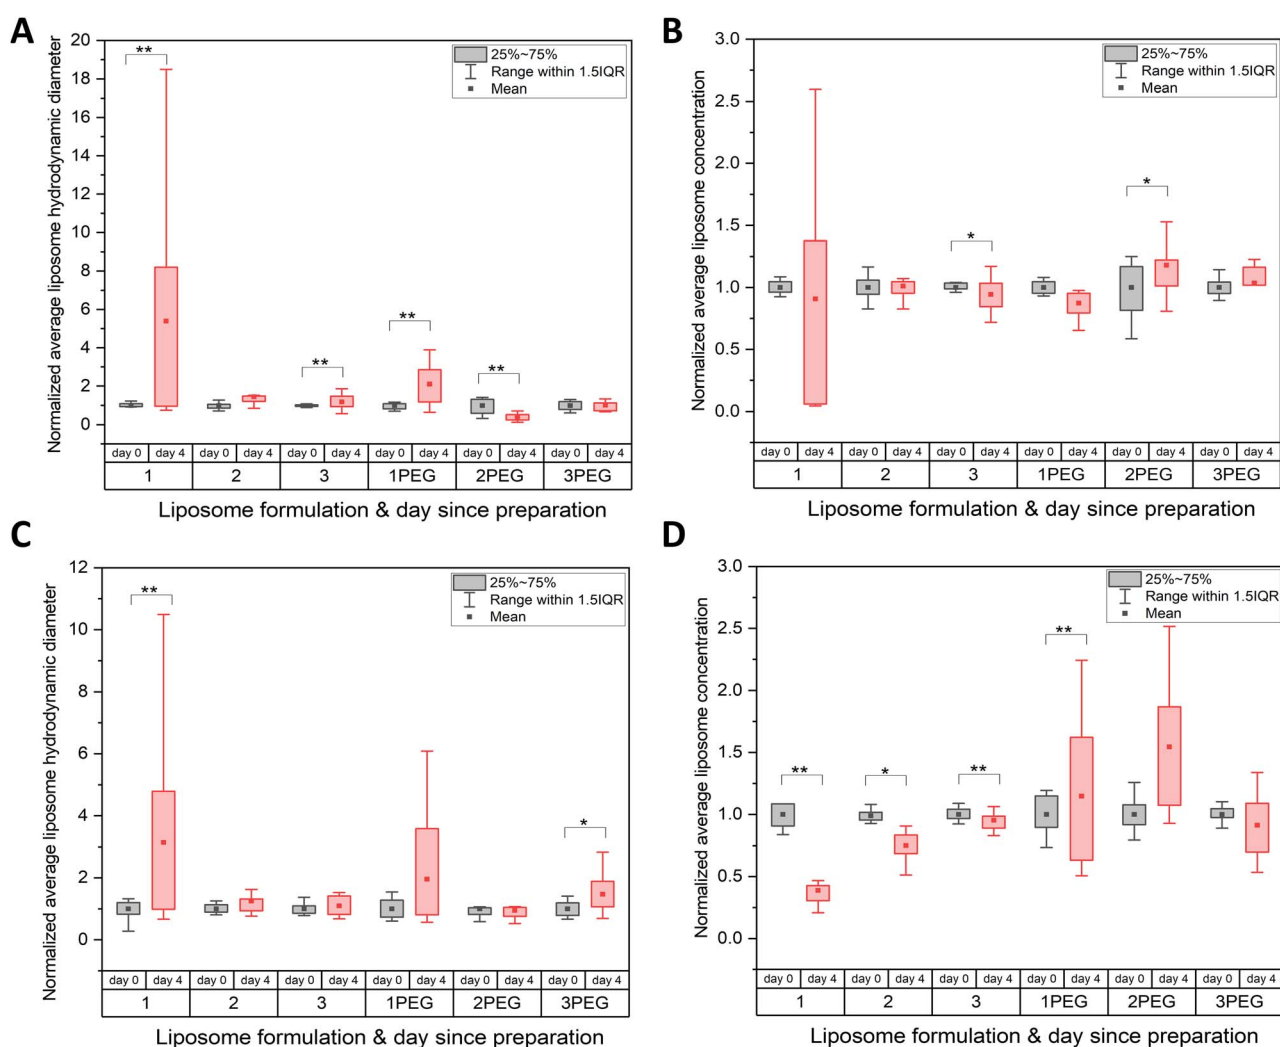 A
Normalized average liposome hydrodynamic diameter
20
18
16
14
12
10
8
6
4
2
0
25%~75%
Range within 1.5IQR
Mean
**
**
**
**
day 0 day 4 day 0 day 4 day 0 day 4 day 0 day 4 day 0 day 4 day 0 day 4
1 2 3 1PEG 2PEG 3PEG
Liposome formulation & day since preparation
B
Normalized average liposome concentration
3.0
2.5
2.0
1.5
1.0
0.5
0.0
25%~75%
Range within 1.5IQR
Mean
*
*
day 0 day 4 day 0 day 4 day 0 day 4 day 0 day 4 day 0 day 4 day 0 day 4
1 2 3 1PEG 2PEG 3PEG
Liposome formulation & day since preparation
C
Normalized average liposome hydrodynamic diameter
12
10
8
6
4
2
0
25%~75%
Range within 1.5IQR
Mean
**
*
day 0 day 4 day 0 day 4 day 0 day 4 day 0 day 4 day 0 day 4 day 0 day 4
1 2 3 1PEG 2PEG 3PEG
Liposome formulation & day since preparation
D
Normalized average liposome concentration
3.0
2.5
2.0
1.5
1.0
0.5
0.0
25%~75%
Range within 1.5IQR
Mean
**
*
**
**
day 0 day 4 day 0 day 4 day 0 day 4 day 0 day 4 day 0 day 4 day 0 day 4
1 2 3 1PEG 2PEG 3PEG
Liposome formulation & day since preparation